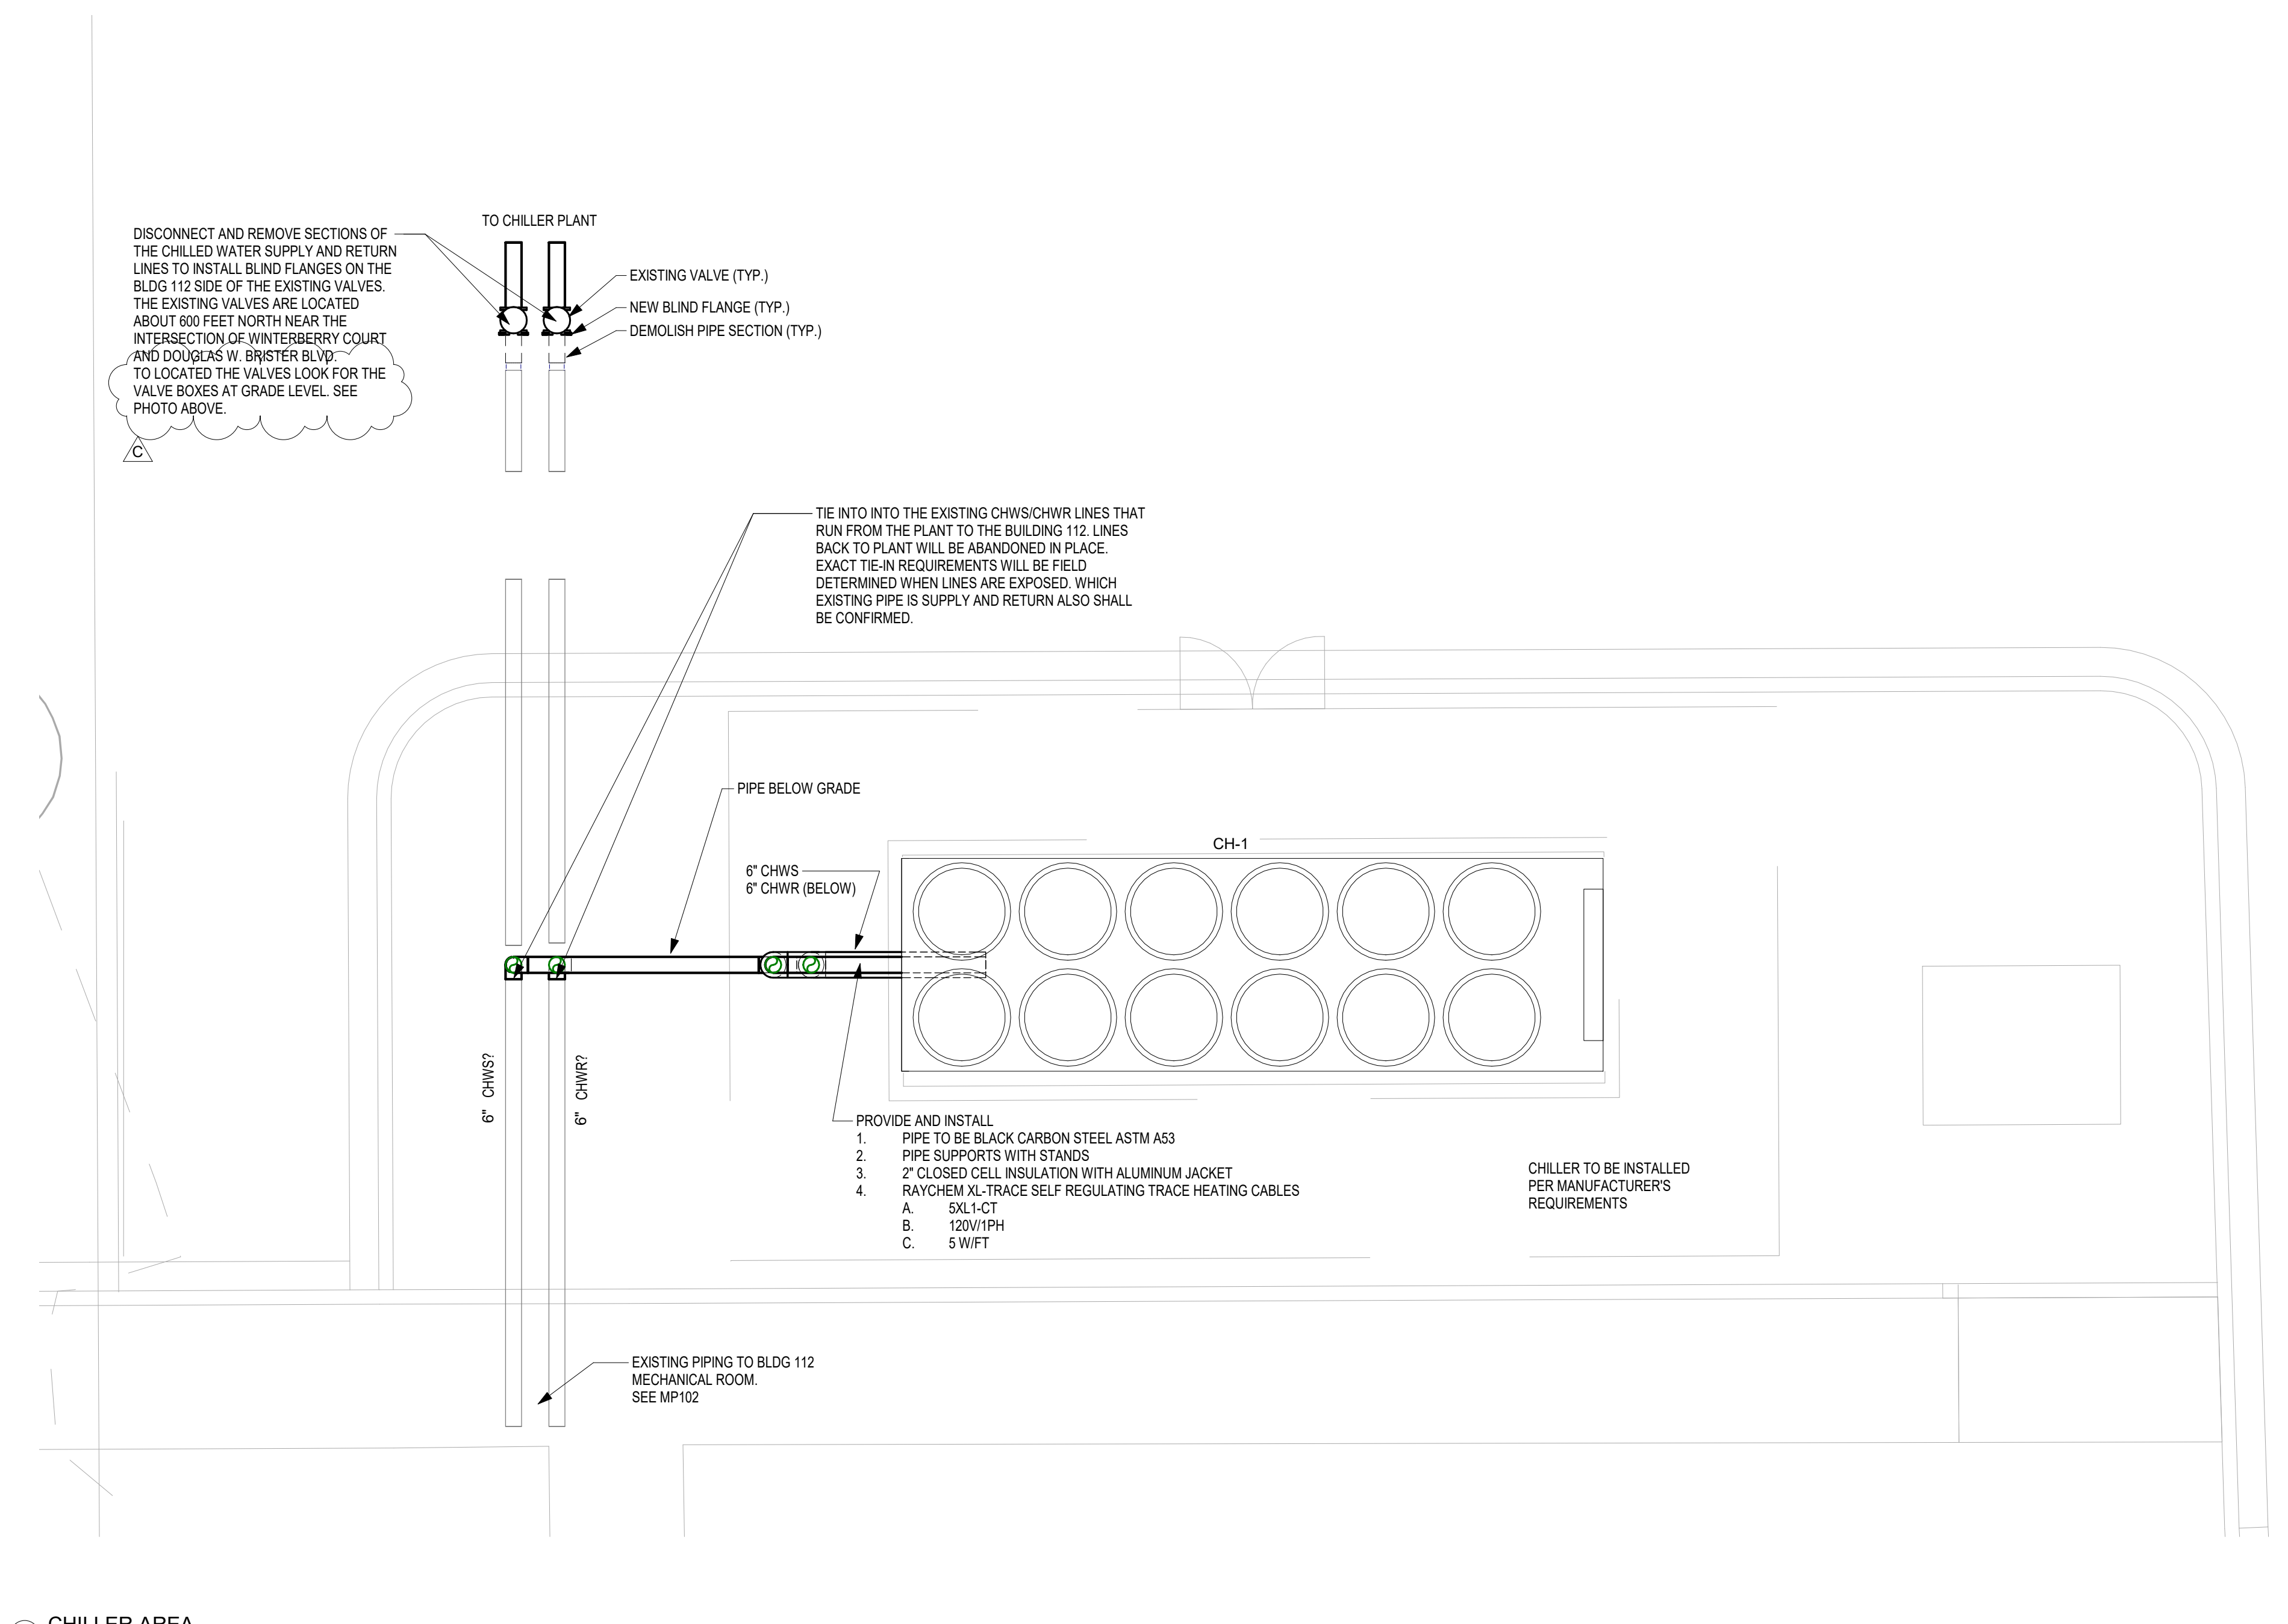 TO CHILLER PLANT
DISCONNECT AND REMOVE SECTIONS OF
THE CHILLED WATER SUPPLY AND RETURN
LINES TO INSTALL BLIND FLANGES ON THE
BLDG 112 SIDE OF THE EXISTING VALVES.
THE EXISTING VALVES ARE LOCATED
ABOUT 600 FEET NORTH NEAR THE
INTERSECTION OF WINTERBERRY COURT
AND DOUGLAS W. BRISTER BLVD.
TO LOCATED THE VALVES LOOK FOR THE
VALVE BOXES AT GRADE LEVEL. SEE
PHOTO ABOVE.
C
EXISTING VALVE (TYP.)
NEW BLIND FLANGE (TYP.)
DEMOLISH PIPE SECTION (TYP.)
TIE INTO INTO THE EXISTING CHWS/CHWR LINES THAT
RUN FROM THE PLANT TO THE BUILDING 112. LINES
BACK TO PLANT WILL BE ABANDONED IN PLACE.
EXACT TIE-IN REQUIREMENTS WILL BE FIELD
DETERMINED WHEN LINES ARE EXPOSED. WHICH
EXISTING PIPE IS SUPPLY AND RETURN ALSO SHALL
BE CONFIRMED.
PIPE BELOW GRADE
CH-1
6" CHWS
6" CHWR (BELOW)
6" CHWS?
6" CHWR?
PROVIDE AND INSTALL
1. PIPE TO BE BLACK CARBON STEEL ASTM A53
2. PIPE SUPPORTS WITH STANDS
3. 2" CLOSED CELL INSULATION WITH ALUMINUM JACKET
4. RAYCHEM XL-TRACE SELF REGULATING TRACE HEATING CABLES
A. 5XL1-CT
B. 120V/1PH
C. 5 W/FT
CHILLER TO BE INSTALLED
PER MANUFACTURER'S
REQUIREMENTS
EXISTING PIPING TO BLDG 112
MECHANICAL ROOM.
SEE MP102
CHILLER AREA